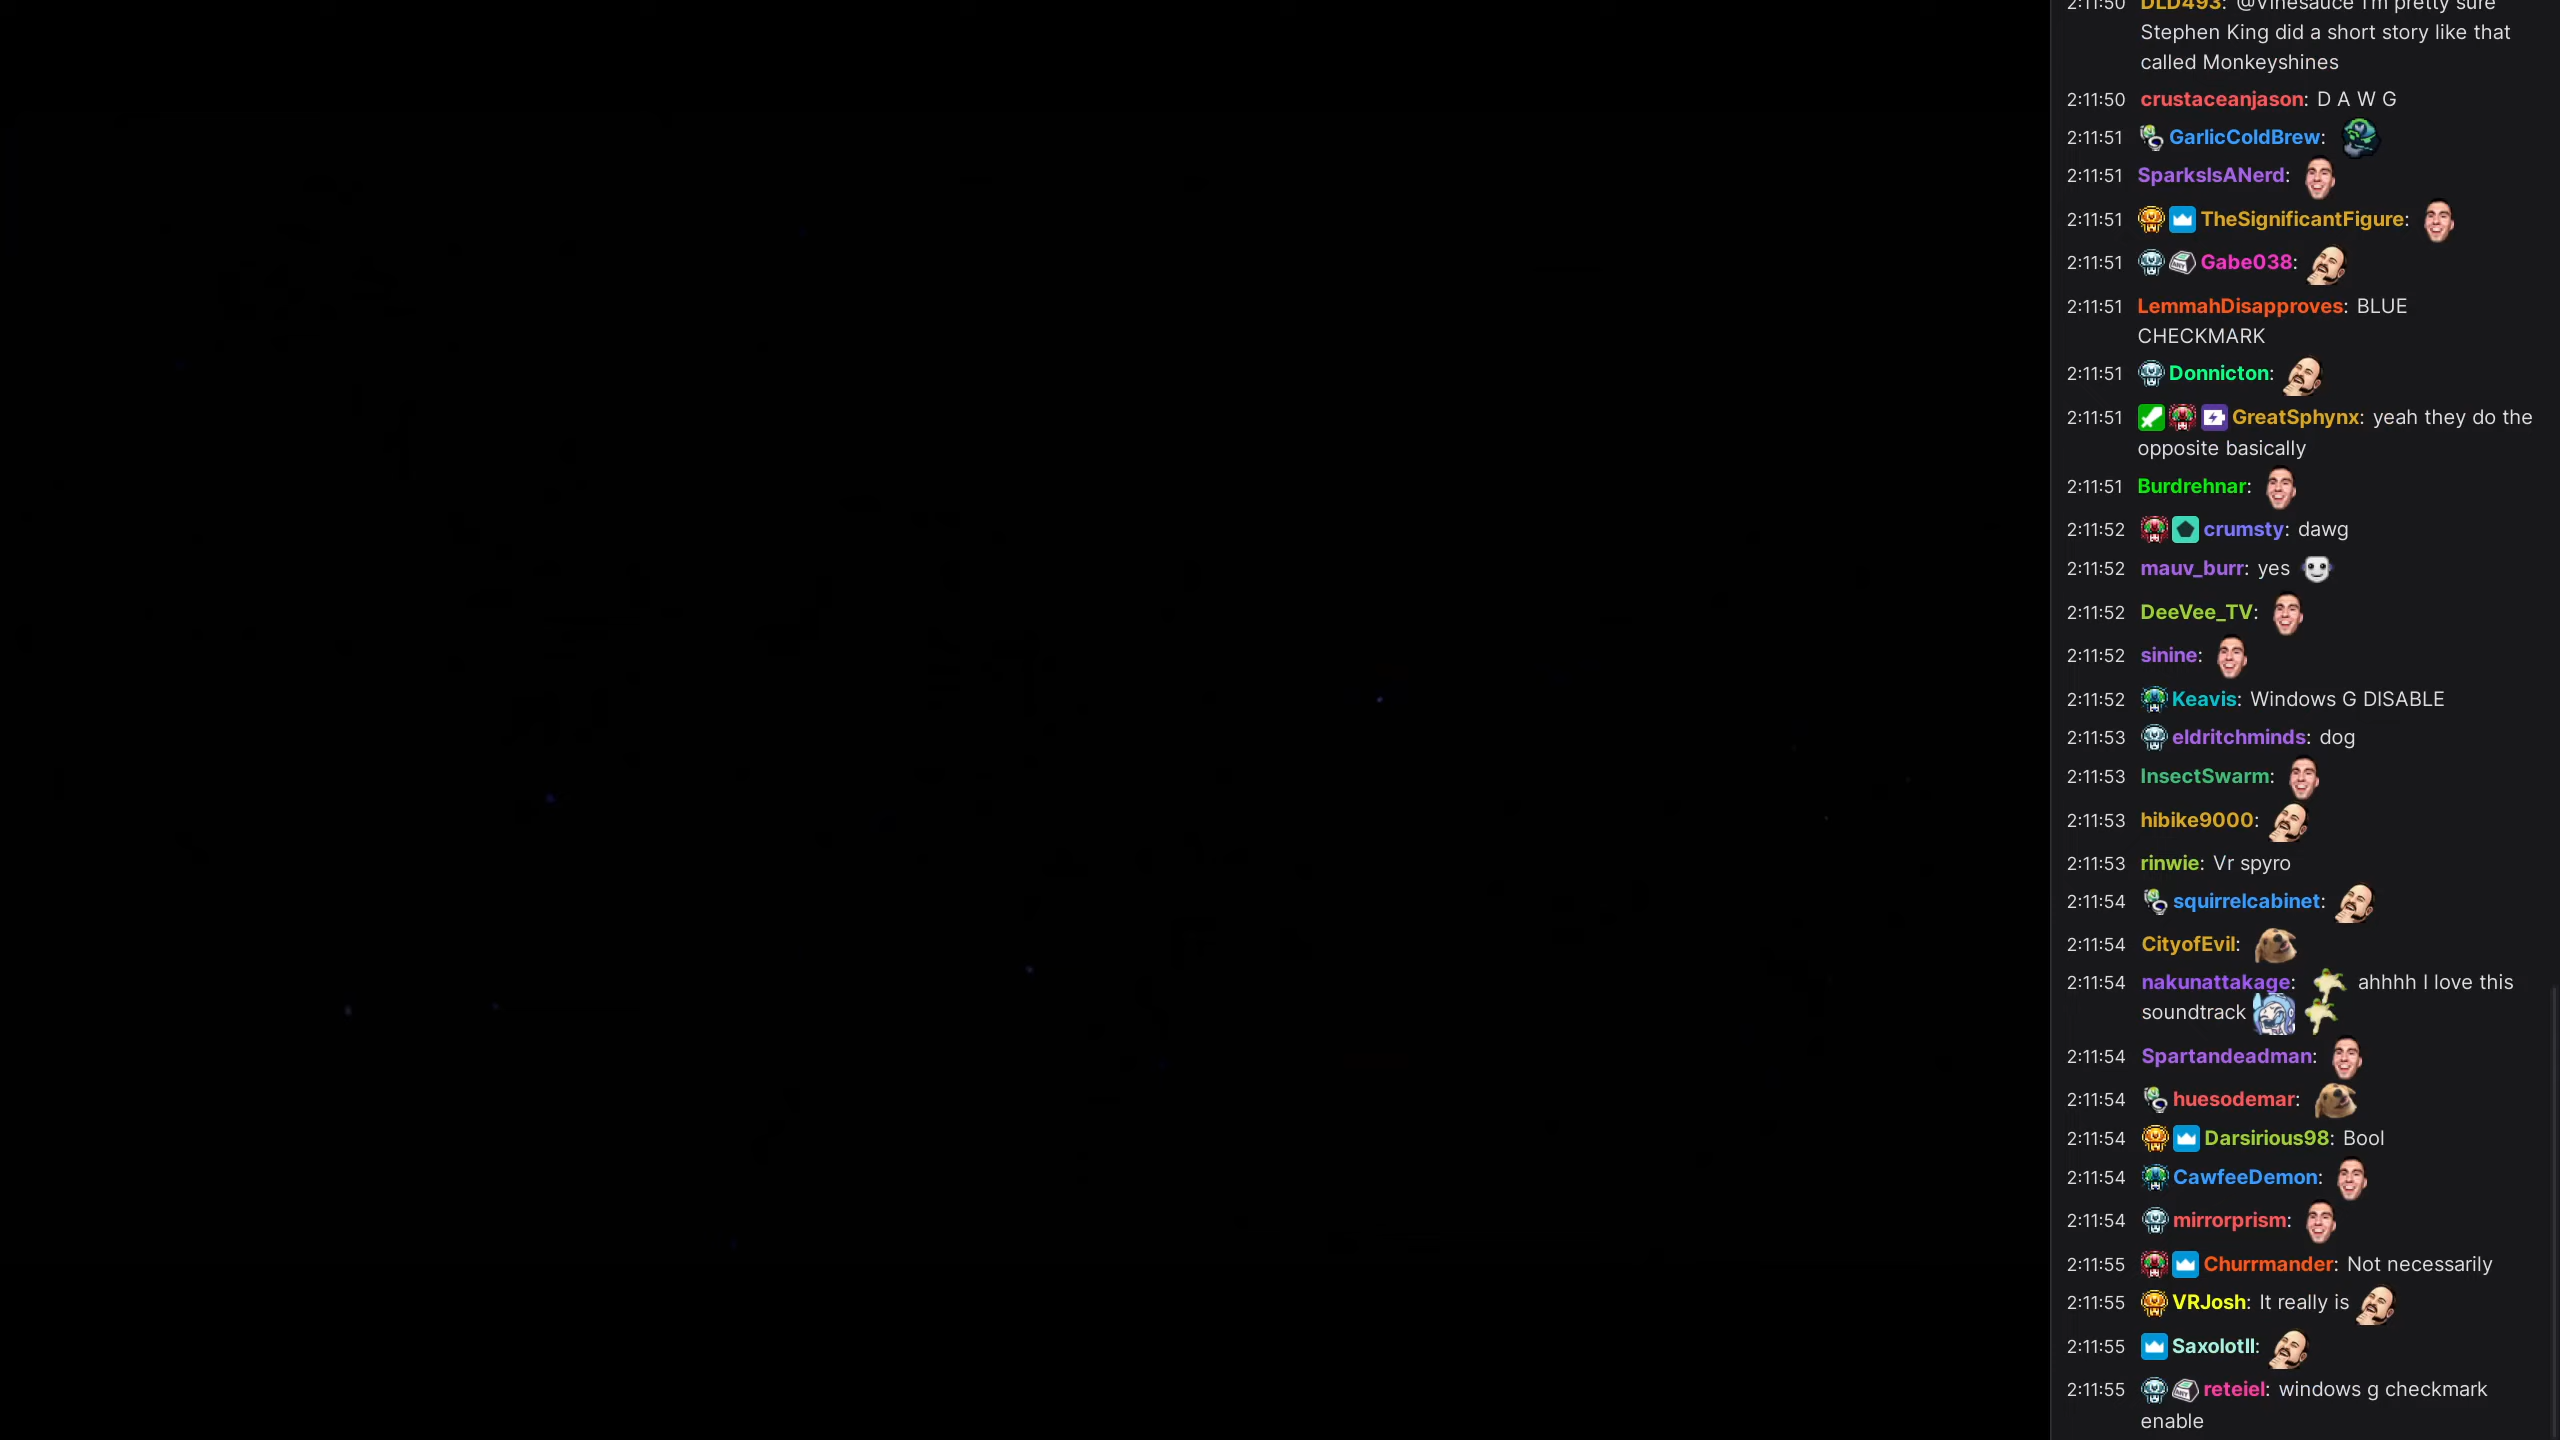 2:11:50 DLD493: @Vinesauce I'm pretty sure
Stephen King did a short story like that
called Monkeyshines
2:11:50 crustaceanjason: D A W G
2:11:51 GarlicColdBrew:
2:11:51 SparksIsANerd:
2:11:51 TheSignificantFigure:
2:11:51 Gabe038:
2:11:51 LemmahDisapproves: BLUE
CHECKMARK
2:11:51 Donnicton:
2:11:51 GreatSphynx: yeah they do the
opposite basically
2:11:51 Burdrehnar:
2:11:52 crumsty: dawg
2:11:52 mauv_burr: yes
2:11:52 DeeVee_TV:
2:11:52 sinine:
2:11:52 Keavis: Windows G DISABLE
2:11:53 eldritchminds: dog
2:11:53 InsectSwarm:
2:11:53 hibike9000:
2:11:53 rinwie: Vr spyro
2:11:54 squirrelcabinet:
2:11:54 CityofEvil:
2:11:54 nakunattakage: ahhhh I love this
soundtrack
2:11:54 Spartandeadman:
2:11:54 huesodemar:
2:11:54 Darsirious98: Bool
2:11:54 CawfeeDemon:
2:11:54 mirrorprism:
2:11:55 Churrmander: Not necessarily
2:11:55 VRJosh: It really is
2:11:55 Saxolotll:
2:11:55 reteiel: windows g checkmark
enable